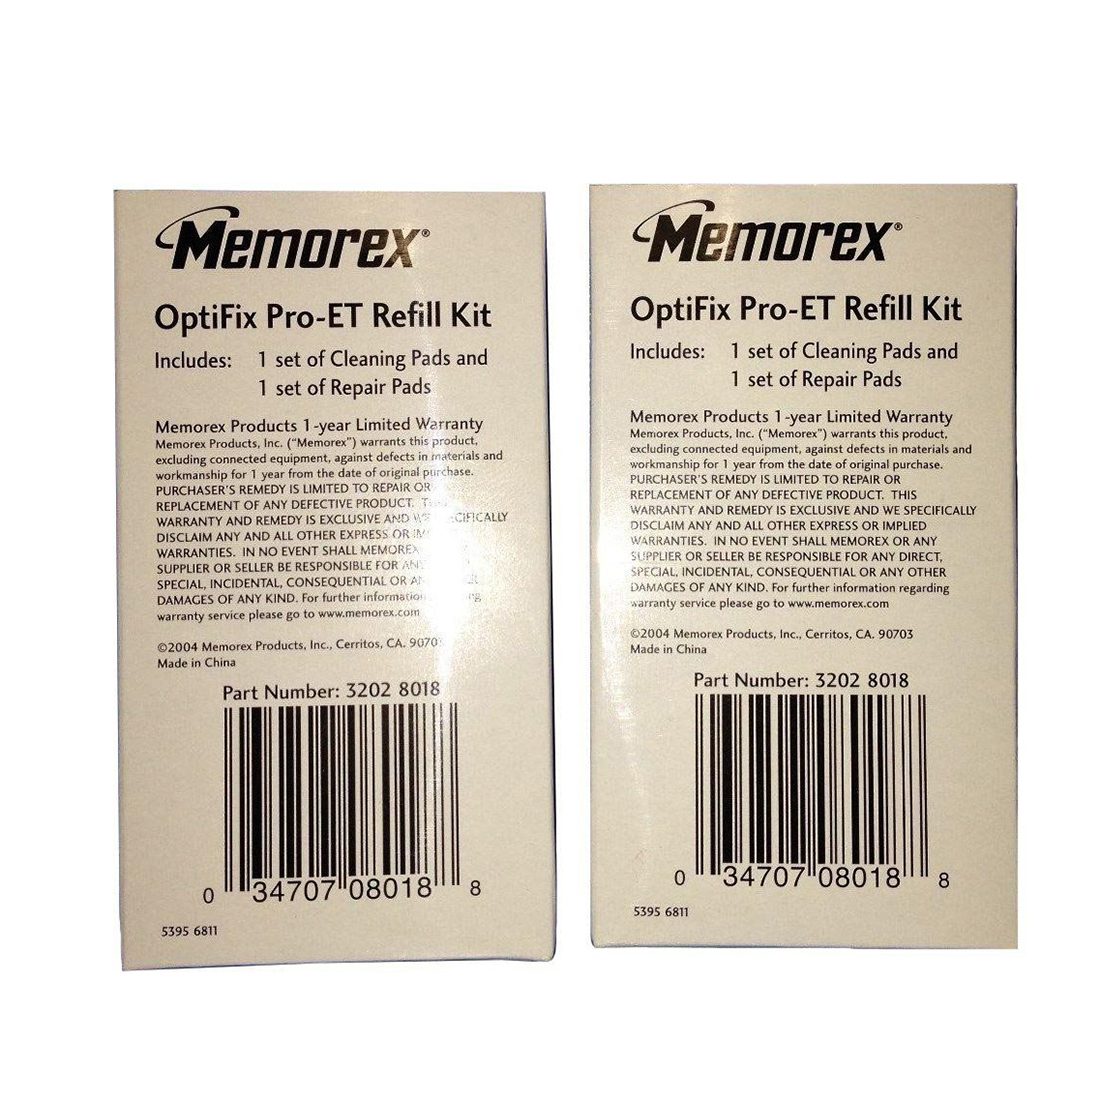 Memorex®
OptiFix Pro-ET Refill Kit
Includes: 1 set of Cleaning Pads and
1 set of Repair Pads
Memorex Products 1-year Limited Warranty
Memorex Products, Inc. ("Memorex") warrants this product,
excluding connected equipment, against defects in materials and
workmanship for 1 year from the date of original purchase.
PURCHASER'S REMEDY IS LIMITED TO REPAIR OR
REPLACEMENT OF ANY DEFECTIVE PRODUCT.
WARRANTY AND REMEDY IS EXCLUSIVE AND WE SPECIFICALLY
DISCLAIM ANY AND ALL OTHER EXPRESS OR
WARRANTIES. IN NO EVENT SHALL MEMOREX
SUPPLIER OR SELLER BE RESPONSIBLE FOR
SPECIAL, INCIDENTAL, CONSEQUENTIAL OR
DAMAGES OF ANY KIND. For further information
warranty service please go to www.memorex.com
©2004 Memorex Products, Inc., Cerritos, CA. 90703
Made in China
Part Number: 3202 8018
0 34707 08018 8
5395 6811
Memorex®
OptiFix Pro-ET Refill Kit
Includes: 1 set of Cleaning Pads and
1 set of Repair Pads
Memorex Products 1-year Limited Warranty
Memorex Products, Inc. ("Memorex") warrants this product,
excluding connected equipment, against defects in materials and
workmanship for 1 year from the date of original purchase.
PURCHASER'S REMEDY IS LIMITED TO REPAIR OR
REPLACEMENT OF ANY DEFECTIVE PRODUCT. THIS
WARRANTY AND REMEDY IS EXCLUSIVE AND WE SPECIFICALLY
DISCLAIM ANY AND ALL OTHER EXPRESS OR IMPLIED
WARRANTIES. IN NO EVENT SHALL MEMOREX OR ANY
SUPPLIER OR SELLER BE RESPONSIBLE FOR ANY DIRECT,
SPECIAL, INCIDENTAL, CONSEQUENTIAL OR ANY OTHER
DAMAGES OF ANY KIND. For further information regarding
warranty service please go to www.memorex.com
©2004 Memorex Products, Inc., Cerritos, CA. 90703
Made in China
Part Number: 3202 8018
0 34707 08018 8
5395 6811